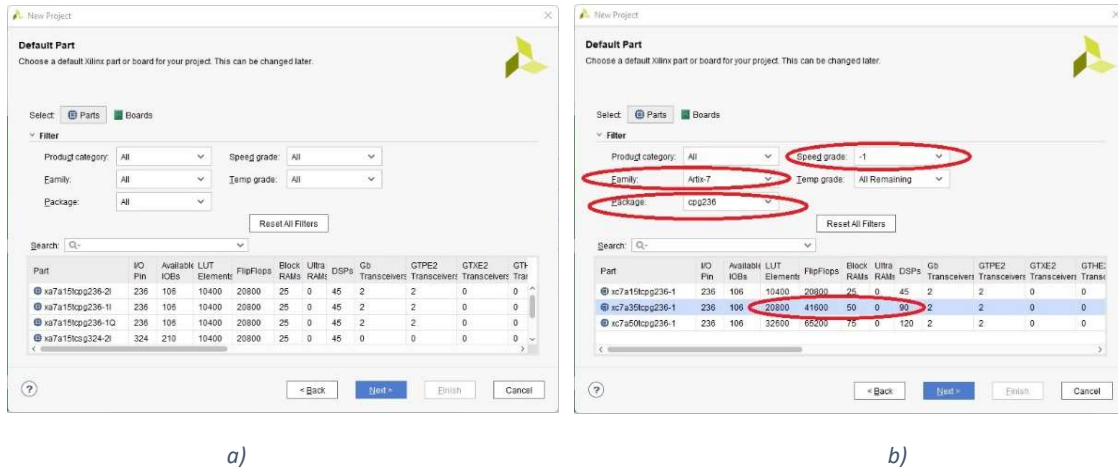 New Project
Default Part
Choose a default Xilinx part or board for your project. This can be changed later.
Select: Parts Boards
Filter
Product category: All Speed grade: All
Family: All Temp grade: All
Package: All
Reset All Filters
Search: Q-
Part I/O Pin Available IOBs LUT Elements FlipFlops Block RAMs Ultra RAMs DSPs Gb Transceivers GTPE2 Transceivers GTXE2 Transceivers
xa7a15tcpg236-2I 236 106 10400 20800 25 0 45 2 2 0 0
xa7a15tcpg236-1I 236 106 10400 20800 25 0 45 2 2 0 0
xa7a15tcpg236-1Q 236 106 10400 20800 25 0 45 2 2 0 0
xa7a15tcsg324-2I 324 210 10400 20800 25 0 45 0 0 0 0
? < Back Next > Finish Cancel
a)
New Project
Default Part
Choose a default Xilinx part or board for your project. This can be changed later.
Select: Parts Boards
Filter
Product category: All Speed grade: -1
Family: Artix-7 Temp grade: All Remaining
Package: cpg236
Reset All Filters
Search: Q-
Part I/O Pin Available IOBs LUT Elements FlipFlops Block RAMs Ultra RAMs DSPs Gb Transceivers GTPE2 Transceivers GTXE2 Transceivers
xc7a15tcpg236-1 236 106 10400 20800 25 0 45 2 2 0 0
xc7a35tcpg236-1 236 106 20800 41600 50 0 90 2 2 0 0
xc7a50tcpg236-1 236 106 32600 65200 75 0 120 2 2 0 0
? < Back Next > Finish Cancel
b)